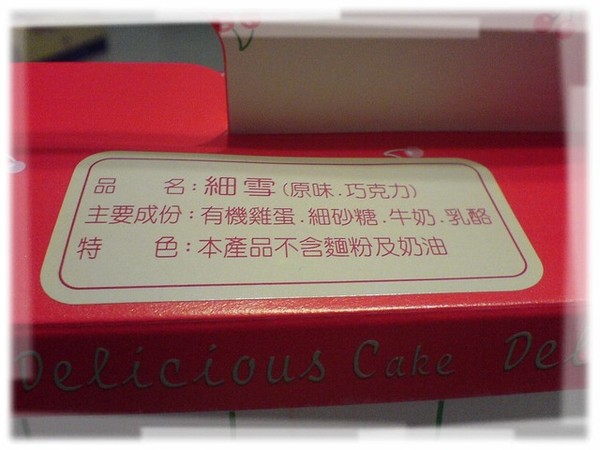 品　　名：細雪(原味.巧克力)
主要成份：有機雞蛋.細砂糖.牛奶.乳酪
特　　色：本產品不含麵粉及奶油
Delicious Cake Del